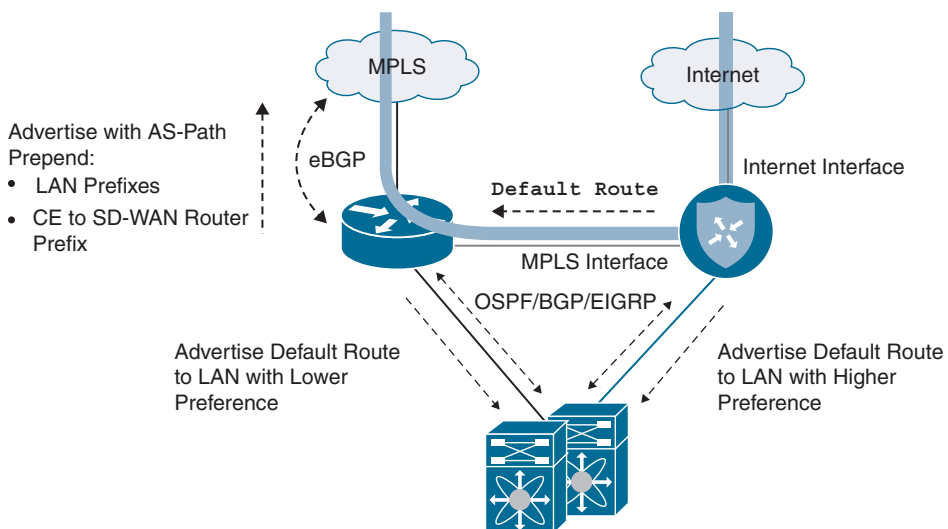 MPLS
Internet
Advertise with AS-Path
Prepend:
• LAN Prefixes
• CE to SD-WAN Router
Prefix
eBGP
Internet Interface
Default Route
MPLS Interface
OSPF/BGP/EIGRP
Advertise Default Route
to LAN with Lower
Preference
Advertise Default Route
to LAN with Higher
Preference